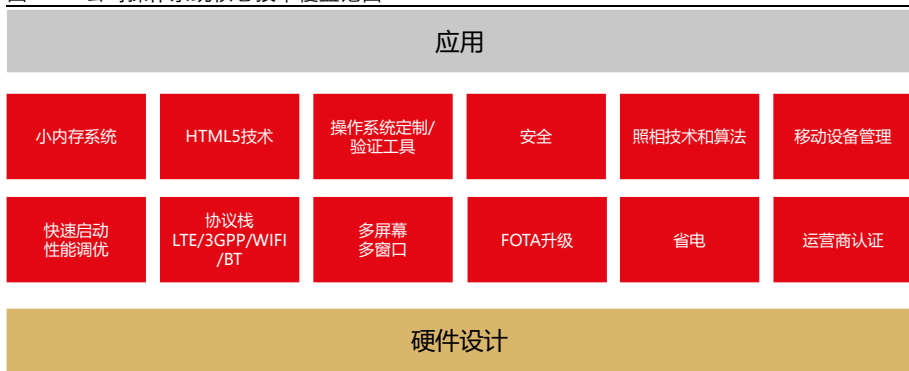 应用
小内存系统
HTML5技术
操作系统定制/
验证工具
安全
照相技术和算法
移动设备管理
快速启动
性能调优
协议栈
LTE/3GPP/WIFI
/BT
多屏幕
多窗口
FOTA升级
省电
运营商认证
硬件设计